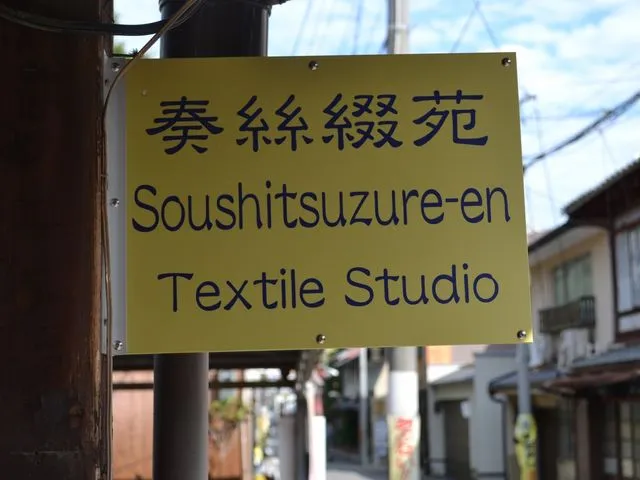 奏絲綴苑
Soushitsuzure-en
Textile Studio